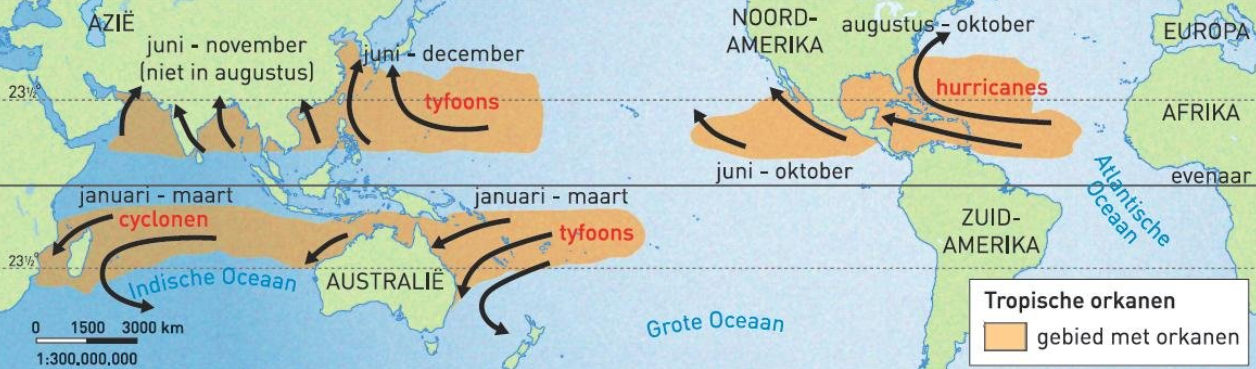 AZIË
juni - november
(niet in augustus)
juni - december
NOORD-
AMERIKA
augustus - oktober
EUROPA
23½°
tyfoons
hurricanes
AFRIKA
juni - oktober
evenaar
januari - maart
cyclonen
januari - maart
tyfoons
Atlantische
Oceaan
ZUID-
AMERIKA
23½°
Indische Oceaan
AUSTRALIË
Grote Oceaan
0 1500 3000 km
1:300,000,000
Tropische orkanen
gebied met orkanen